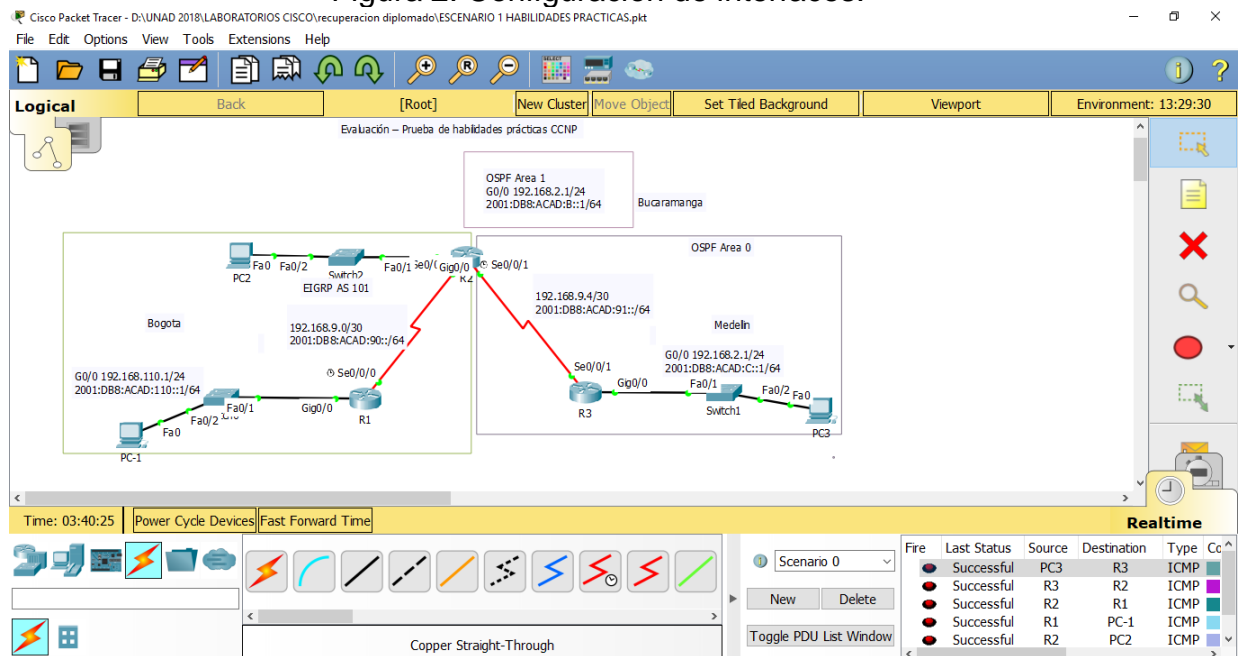 Figura 2. Configuración de interfaces.
Cisco Packet Tracer - D:\UNAD 2018\LABORATORIOS CISCO\recuperacion diplomado\ESCENARIO 1 HABILIDADES PRACTICAS.pkt
File Edit Options View Tools Extensions Help
Logical Back [Root] New Cluster Move Object Set Tiled Background Viewport Environment: 13:29:30
Evaluación – Prueba de habilidades prácticas CCNP
OSPF Area 1
G0/0 192.168.2.1/24
2001:DB8:ACAD:B::1/64
Bucaramanga
OSPF Area 0
PC2
Fa0
Fa0/2
Switch2
Fa0/1
Gig0/0
R2
Se0/0/1
EIGRP AS 101
192.168.9.4/30
2001:DB8:ACAD:91::/64
Bogota
192.168.9.0/30
2001:DB8:ACAD:90::/64
Medelin
G0/0 192.168.110.1/24
2001:DB8:ACAD:110::1/64
Se0/0/0
Se0/0/1
G0/0 192.168.2.1/24
2001:DB8:ACAD:C::1/64
Fa0
Fa0/2
Fa0/1
Gig0/0
R1
PC-1
Gig0/0
R3
Fa0/1
Switch1
Fa0/2
Fa0
PC3
Time: 03:40:25 Power Cycle Devices Fast Forward Time
Realtime
Scenario 0
New Delete
Toggle PDU List Window
Copper Straight-Through
Fire Last Status Source Destination Type
Successful PC3 R3 ICMP
Successful R3 R2 ICMP
Successful R2 R1 ICMP
Successful R1 PC-1 ICMP
Successful R2 PC2 ICMP